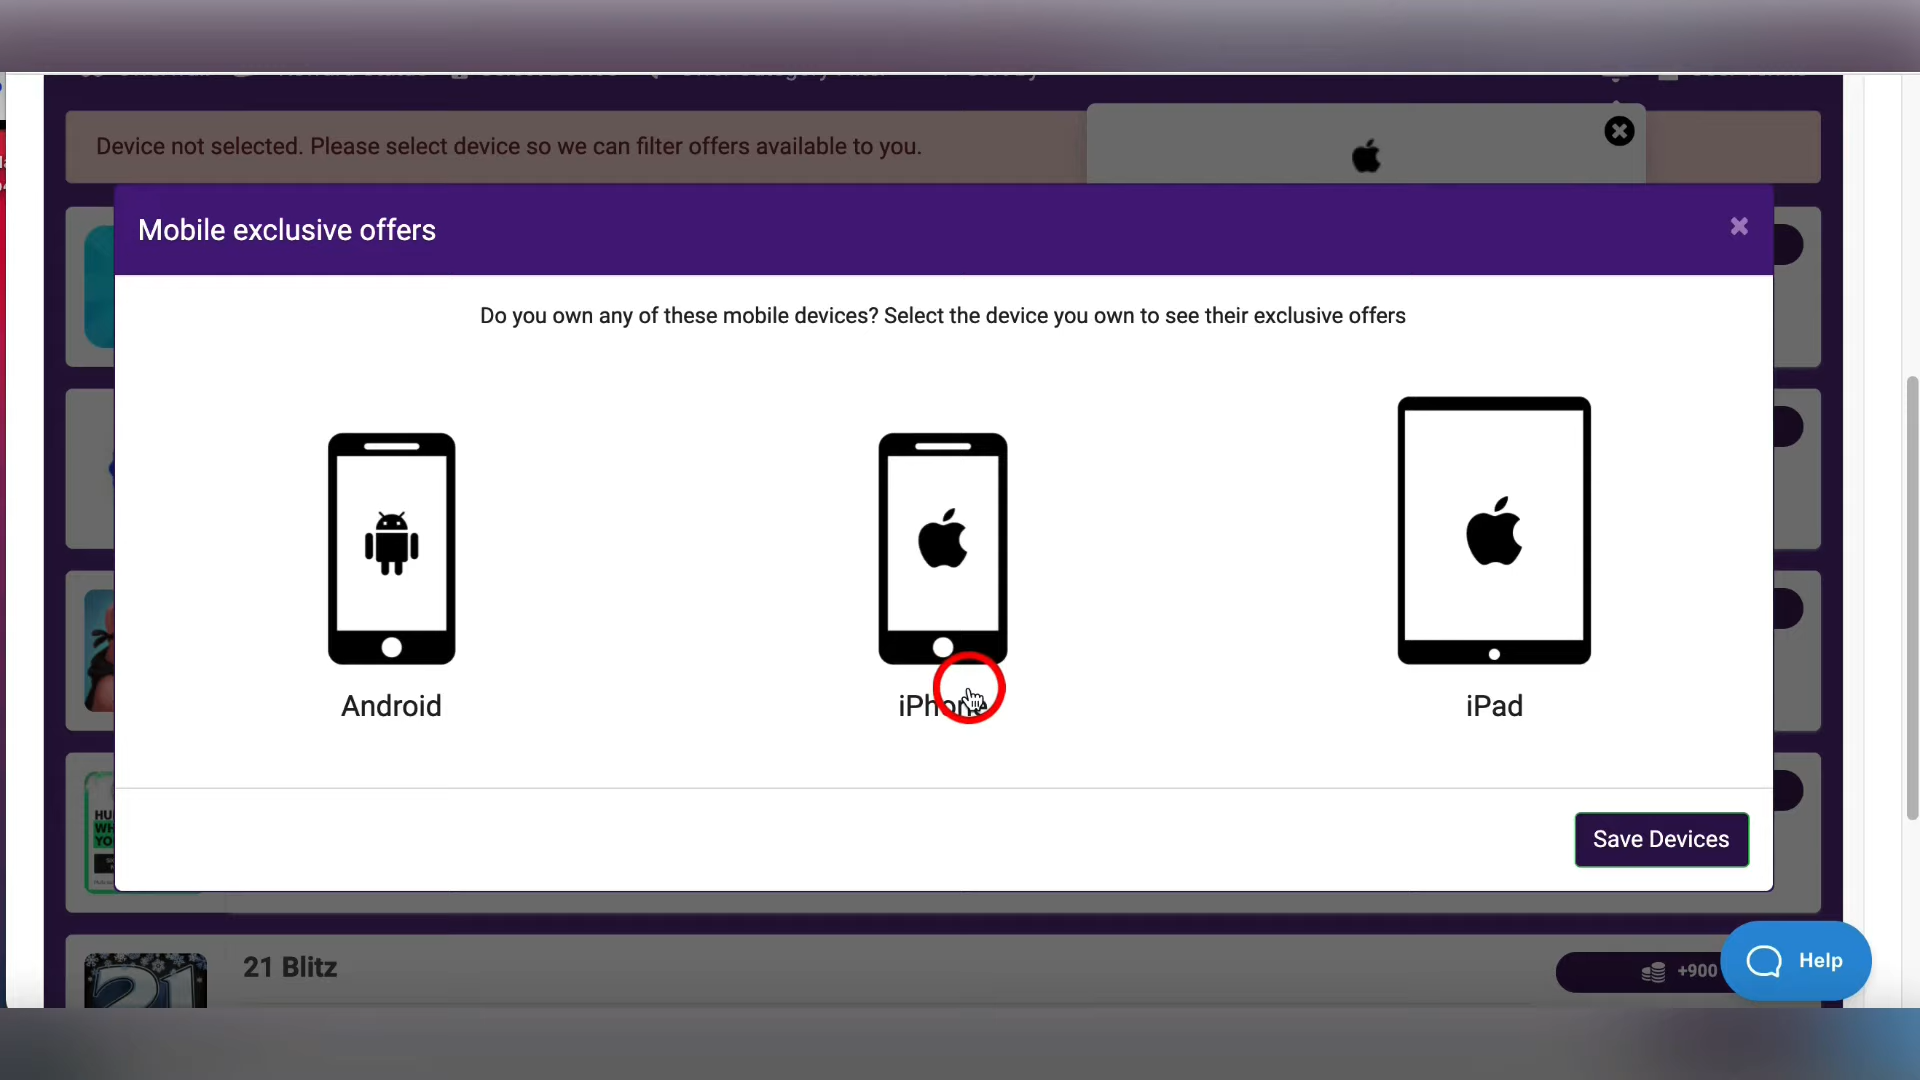 Device not selected. Please select device so we can filter offers available to you.
Mobile exclusive offers
Do you own any of these mobile devices? Select the device you own to see their exclusive offers
Android
iPhone
iPad
Save Devices
21 Blitz
+900
Help